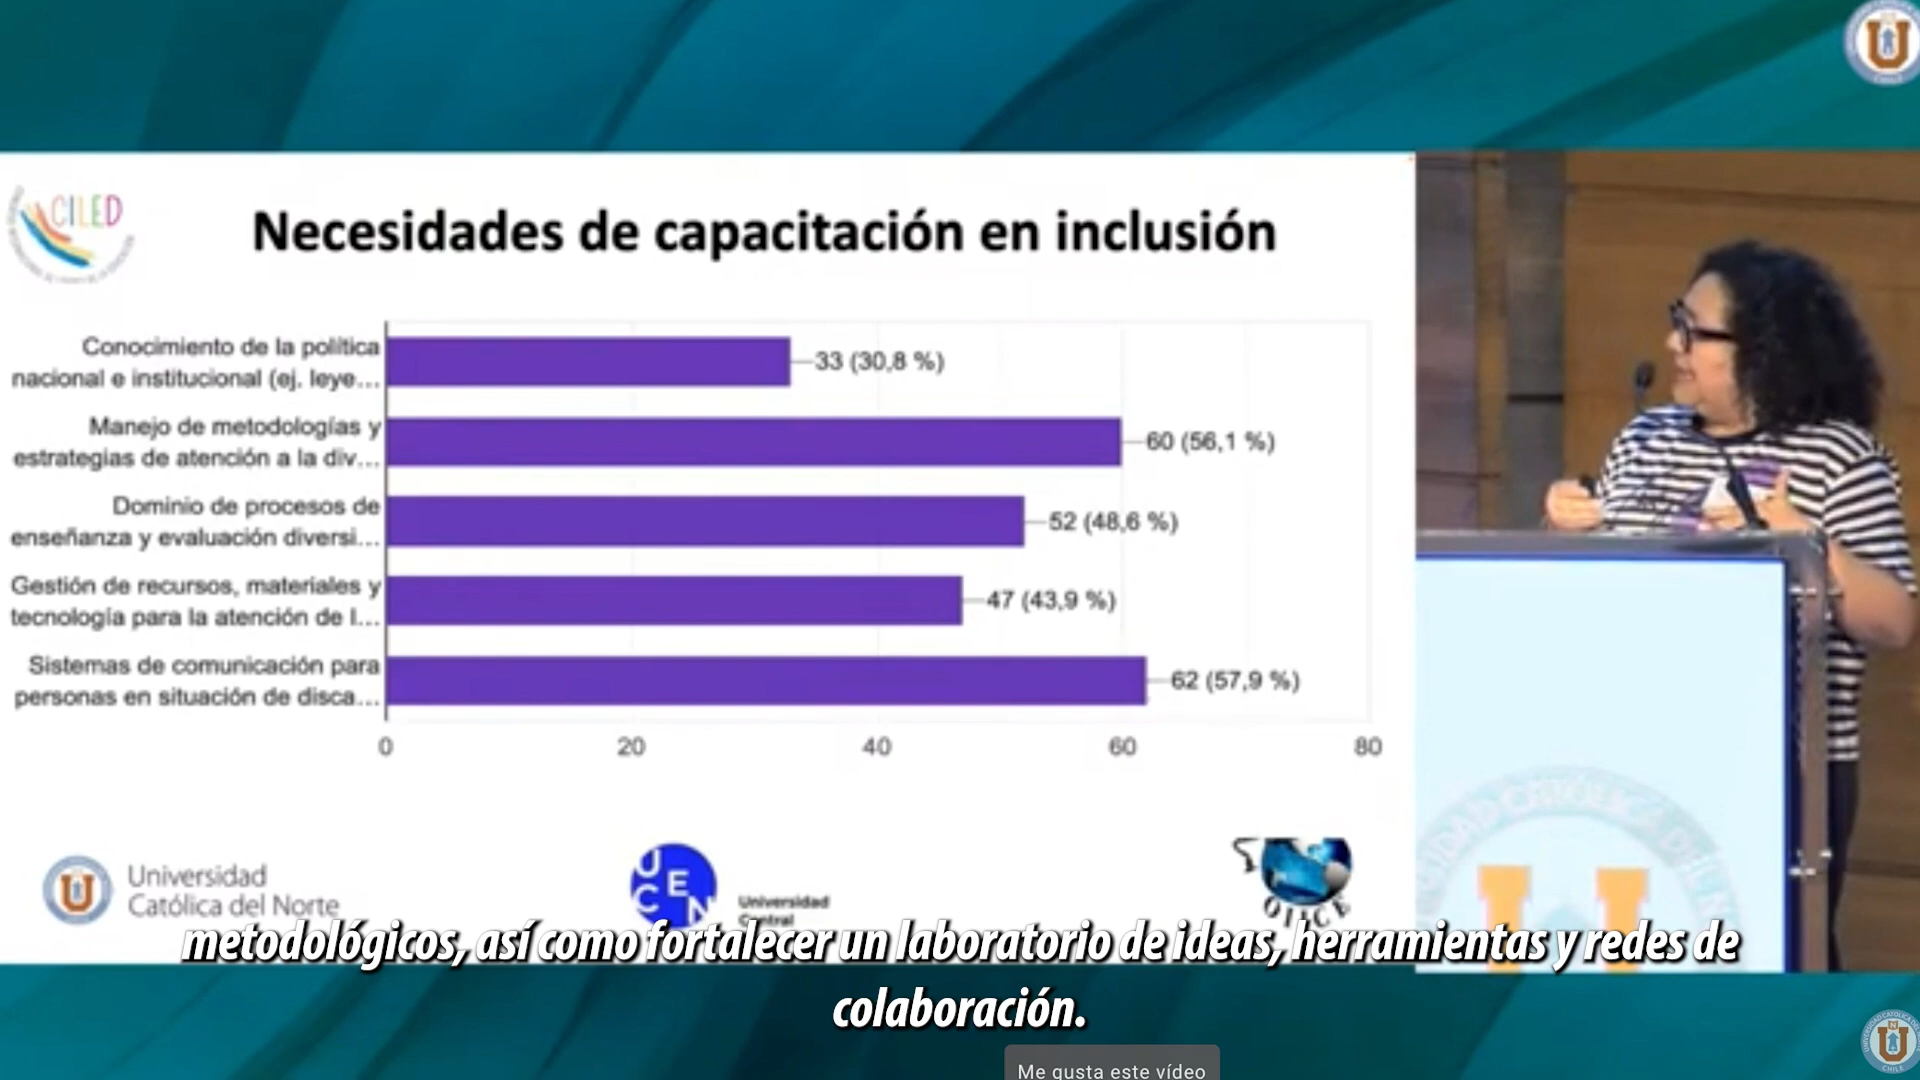 CILED
Necesidades de capacitación en inclusión
Conocimiento de la política
nacional e institucional (ej. leye...
33 (30,8 %)
Manejo de metodologías y
estrategias de atención a la div...
60 (56,1 %)
Dominio de procesos de
enseñanza y evaluación diversi...
52 (48,6 %)
Gestión de recursos, materiales y
tecnología para la atención de l...
47 (43,9 %)
Sistemas de comunicación para
personas en situación de disca...
62 (57,9 %)
0 20 40 60 80
Universidad
Católica del Norte
UCEN
Universidad
Central
OIICE
metodológicos, así como fortalecer un laboratorio de ideas, herramientas y redes de
colaboración.
Me gusta este vídeo